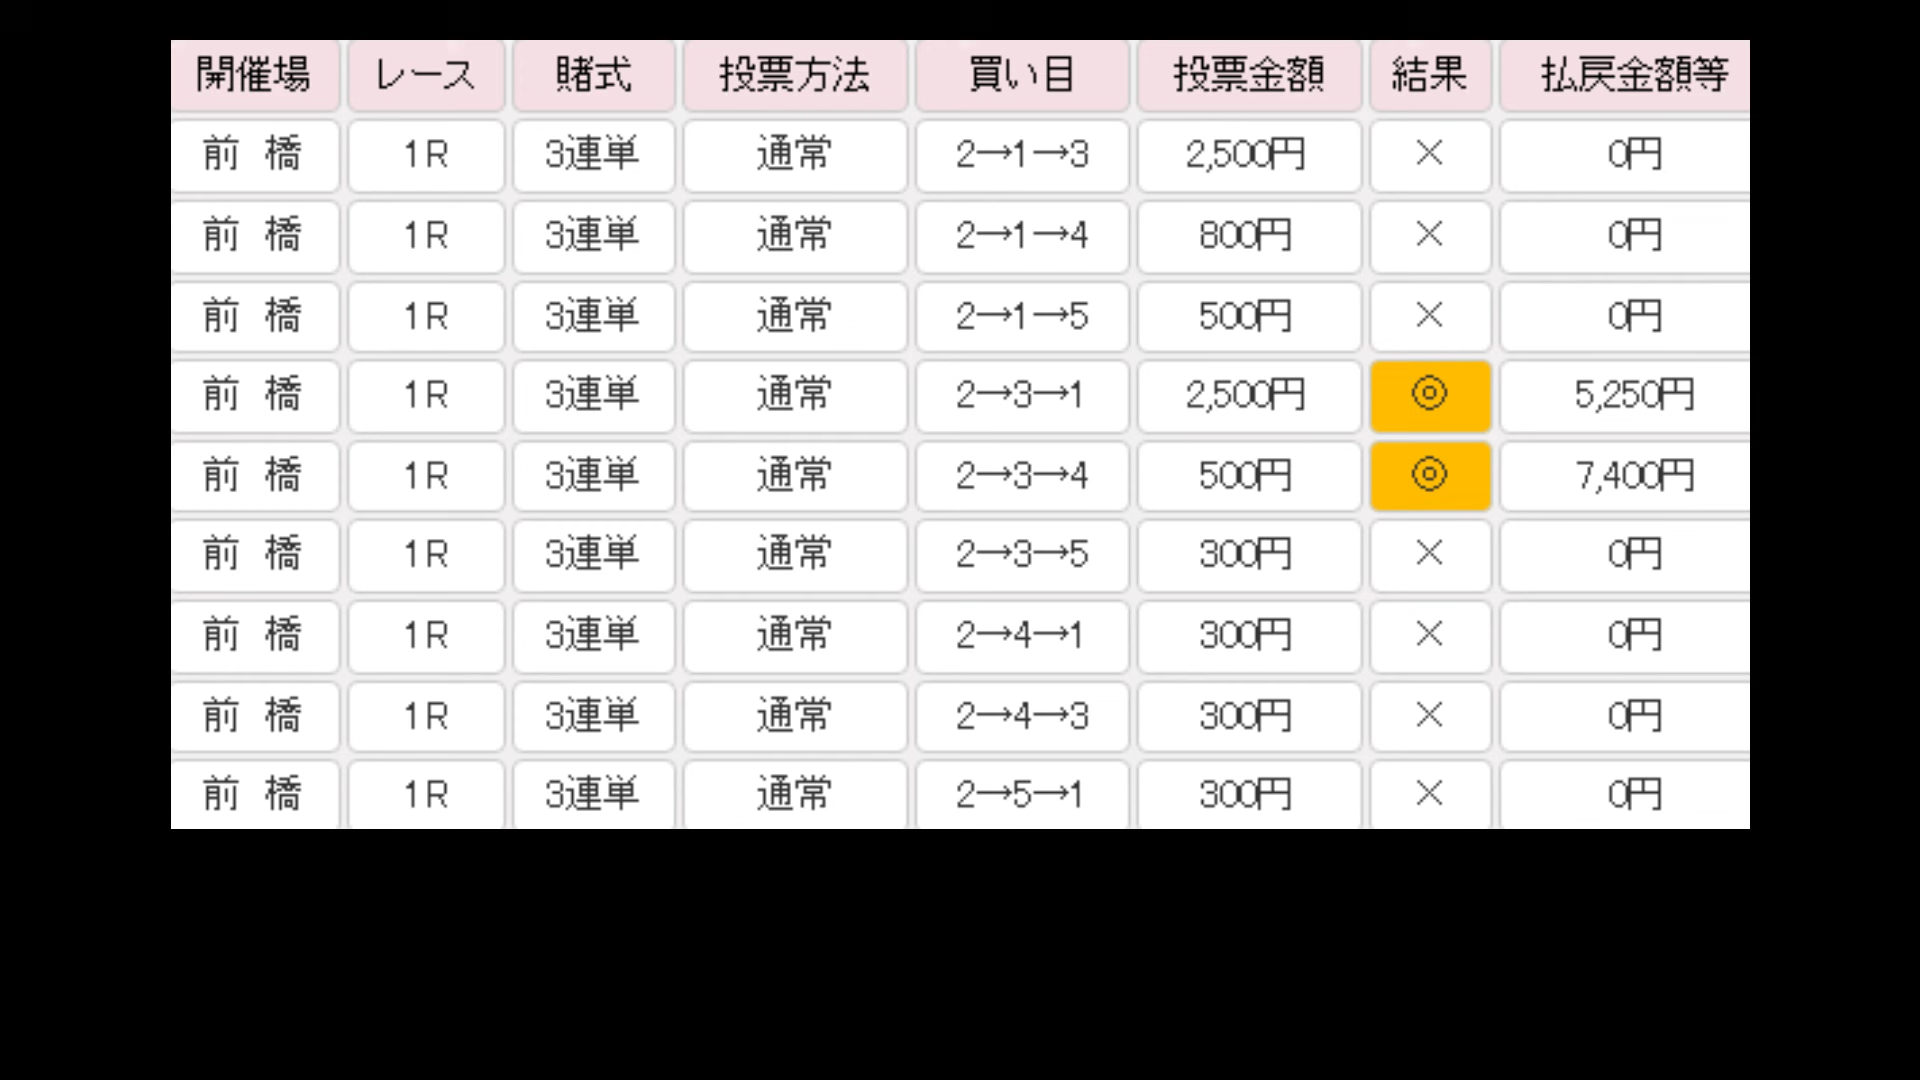 開催場 レース 賭式 投票方法 買い目 投票金額 結果 払戻金額等
前 橋 1R 3連単 通常 2→1→3 2,500円 × 0円
前 橋 1R 3連単 通常 2→1→4 800円 × 0円
前 橋 1R 3連単 通常 2→1→5 500円 × 0円
前 橋 1R 3連単 通常 2→3→1 2,500円 ◎ 5,250円
前 橋 1R 3連単 通常 2→3→4 500円 ◎ 7,400円
前 橋 1R 3連単 通常 2→3→5 300円 × 0円
前 橋 1R 3連単 通常 2→4→1 300円 × 0円
前 橋 1R 3連単 通常 2→4→3 300円 × 0円
前 橋 1R 3連単 通常 2→5→1 300円 × 0円